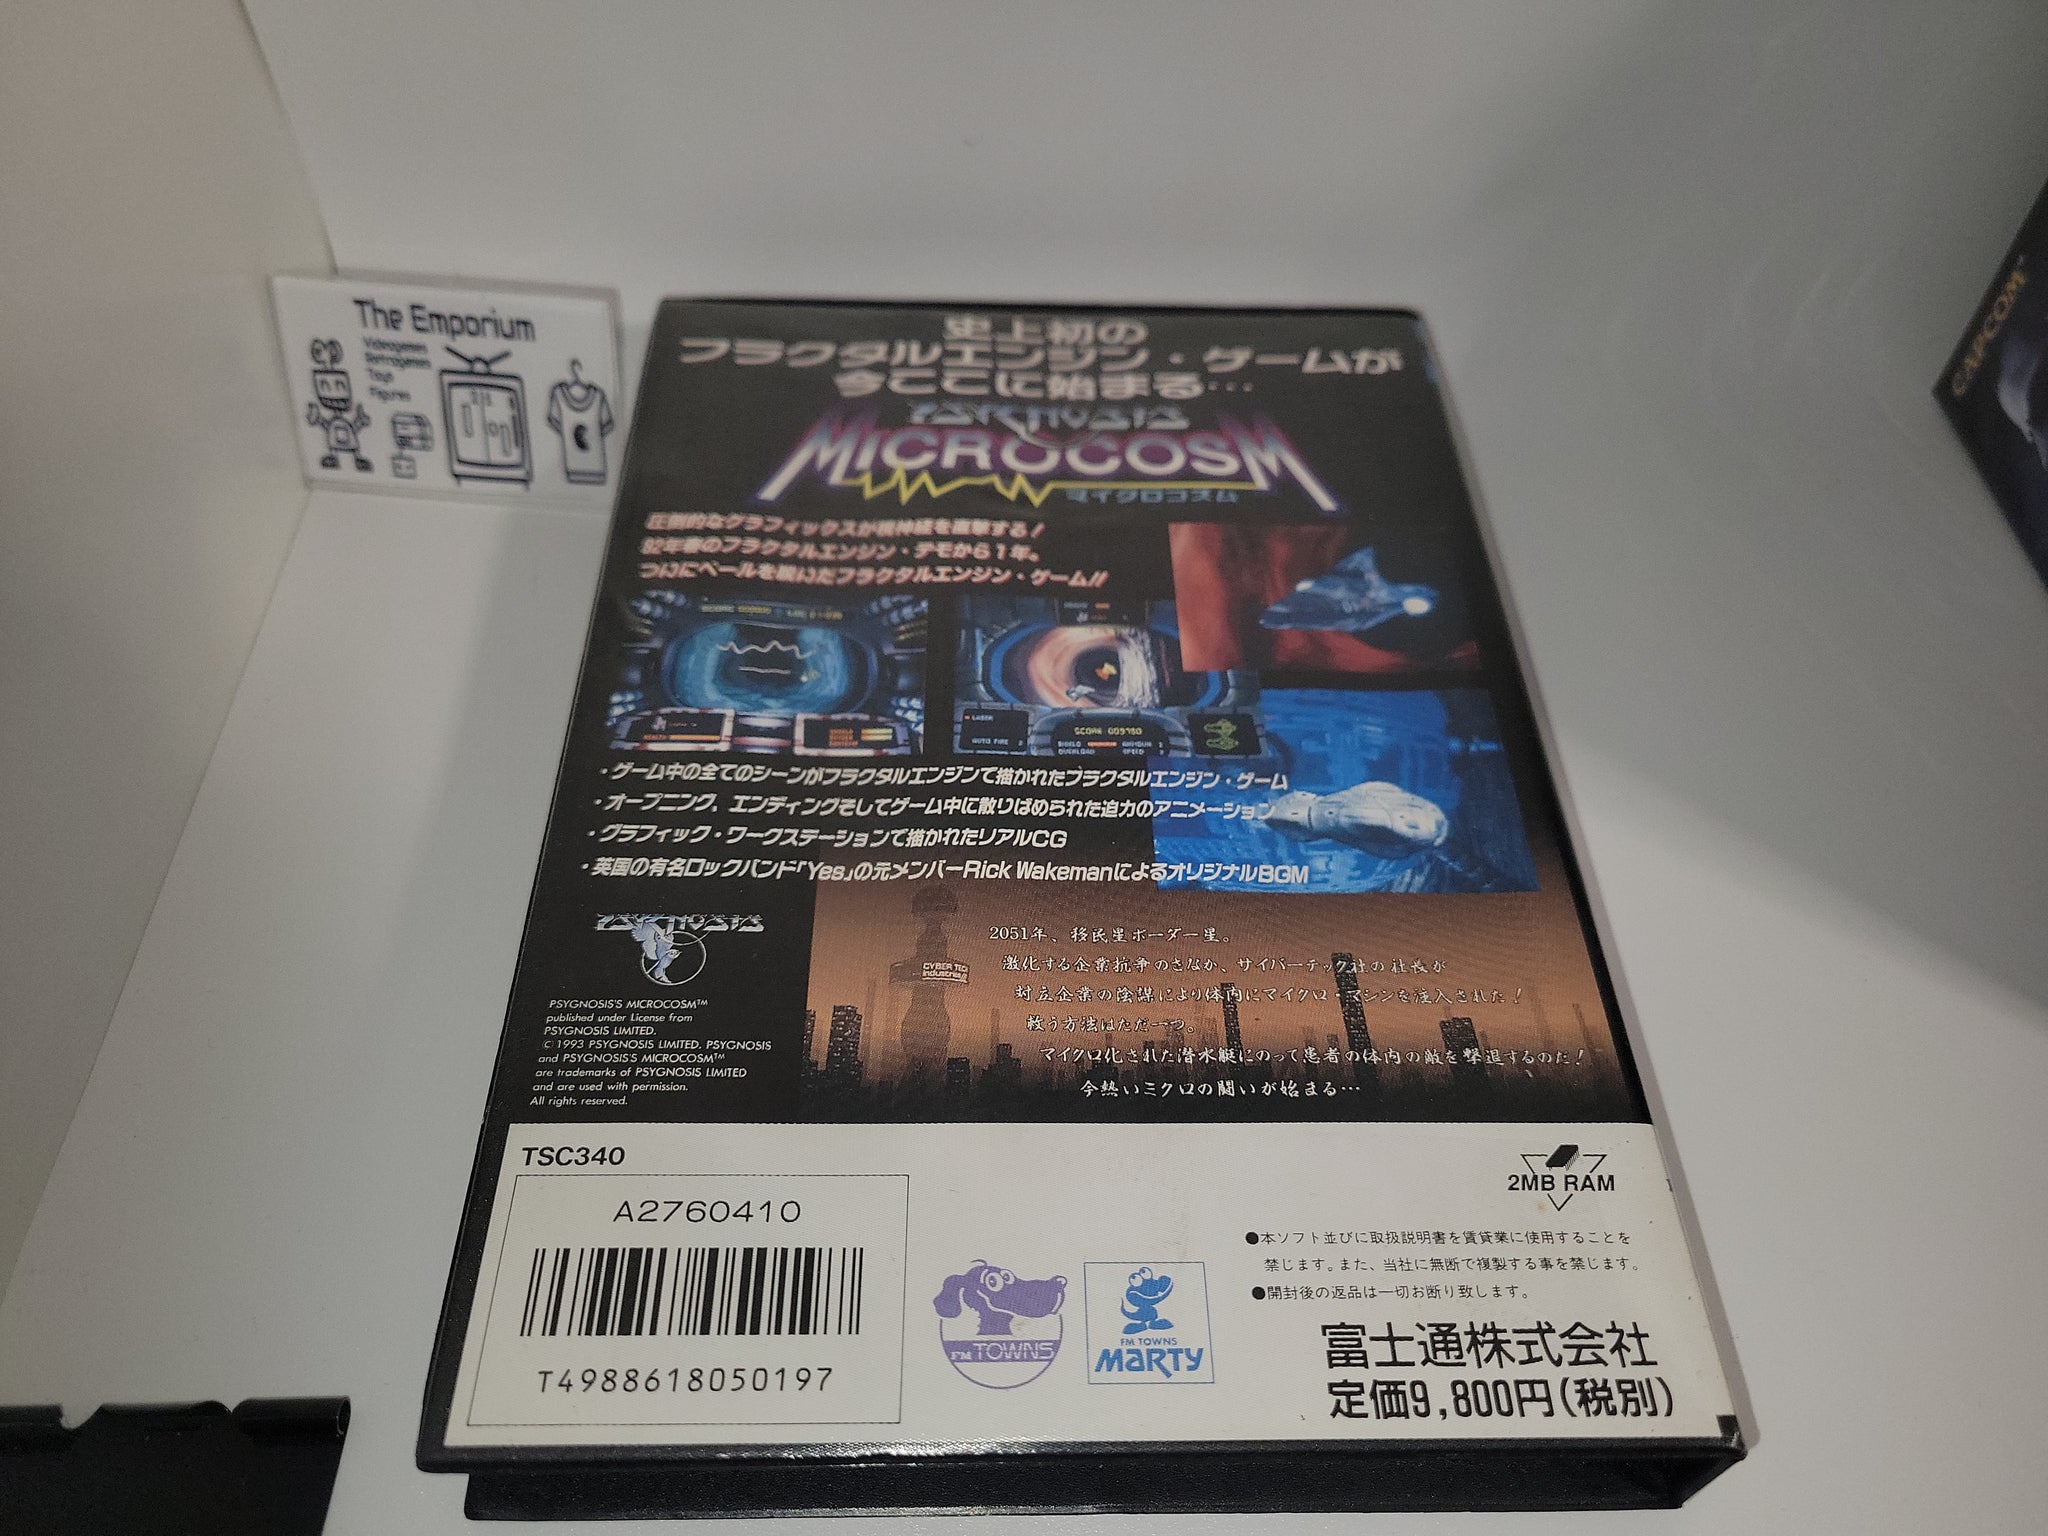 The Emporium
Videogames
Retrogames
Toys
Figures
CAPCOM
史上初の
フラクタルエンジン・ゲームが
今ここに始まる…
PSYGNOSIS
MICROCOSM
マイクロコズム
圧倒的なグラフィックスが視神経を直撃する!
92年春のフラクタルエンジン・デモから1年。
ついにベールを脱いだフラクタルエンジン・ゲーム!!
LASER
AUTO FIRE 2
SCORE 009780
SHIELD
OVERLOAD
SPEED
HEALTH
・ゲーム中の全てのシーンがフラクタルエンジンで描かれたフラクタルエンジン・ゲーム
・オープニング、エンディングそしてゲーム中に散りばめられた迫力のアニメーション
・グラフィック・ワークステーションで描かれたリアルCG
・英国の有名ロックバンド「Yes」の元メンバーRick WakemanによるオリジナルBGM
PSYGNOSIS
PSYGNOSIS'S MICROCOSM™
published under License from
PSYGNOSIS LIMITED.
©1993 PSYGNOSIS LIMITED. PSYGNOSIS
and PSYGNOSIS'S MICROCOSM™
are trademarks of PSYGNOSIS LIMITED
and are used with permission.
All rights reserved.
CYBER TECH
Industries
2051年、移民星ボーダー星。
激化する企業抗争のさなか、サイバーテック社の社長が
対立企業の陰謀により体内にマイクロ・マシンを注入された!
救う方法はただ一つ。
マイクロ化された潜水艇にのって患者の体内の敵を撃退するのだ!
今熱いミクロの闘いが始まる…
TSC340
A2760410
T4988618050197
FM TOWNS
FM TOWNS
MARTY
2MB RAM
●本ソフト並びに取扱説明書を賃貸業に使用することを
禁じます。また、当社に無断で複製する事を禁じます。
●開封後の返品は一切お断り致します。
富士通株式会社
定価9,800円(税別)